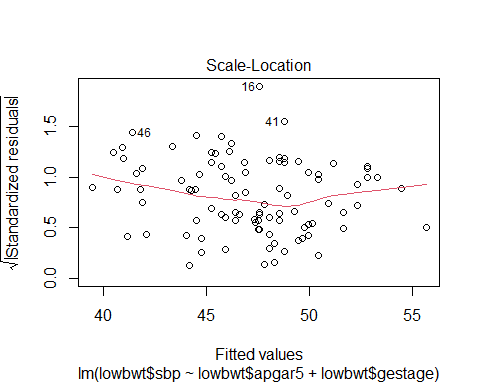 Scale-Location
√|Standardized residuals|
0.0 0.5 1.0 1.5
16
41
46
40 45 50 55
Fitted values
lm(lowbwt$sbp ~ lowbwt$apgar5 + lowbwt$gestage)